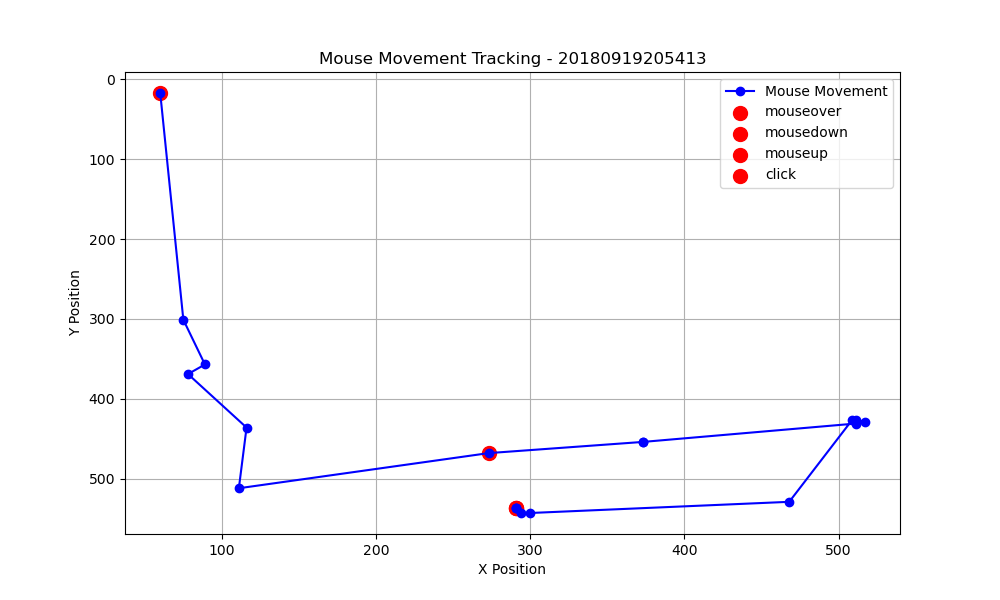 Mouse Movement Tracking - 20180919205413
Mouse Movement
mouseover
mousedown
mouseup
click
0
100
200
300
400
500
Y Position
100
200
300
400
500
X Position